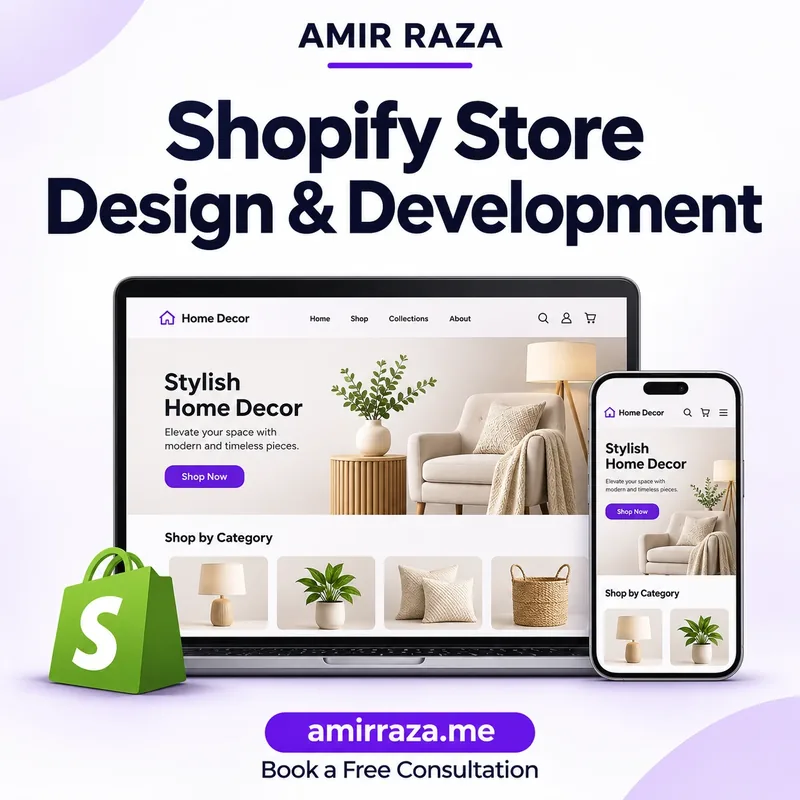 AMIR RAZA
Shopify Store
Design & Development
Home Decor
Home Shop Collections About
Stylish
Home Decor
Elevate your space with
modern and timeless pieces.
Shop Now
Shop by Category
Home Decor
Stylish
Home Decor
Elevate your space with
modern and timeless pieces.
Shop Now
Shop by Category
S
amirraza.me
Book a Free Consultation